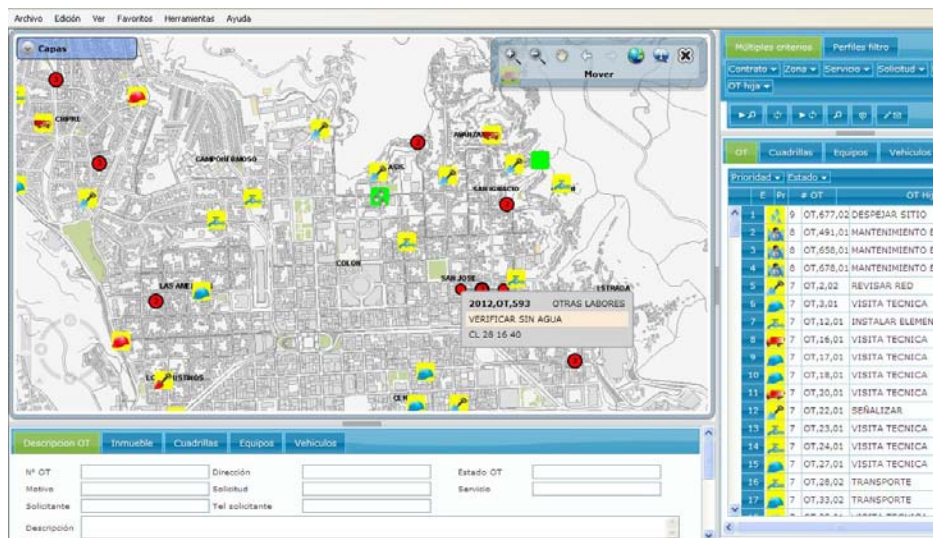 Archivo Edición Ver Favoritos Herramientas Ayuda
Capas
Mover
CHIPRE
CAMPOHERMOSO
COLON
SAN IGNACIO
SAN JOSE
ESTRADA
2012,OT,593 OTRAS LABORES
VERIFICAR SIN AGUA
CL 28 16 40
Múltiples criterios Perfiles filtro
Contrato Zona Servicio Solicitud
OT hija
OT Cuadrillas Equipos Vehiculos
Prioridad Estado
E Pr # OT OT Hij
1 9 OT,677,02 DESPEJAR SITIO
2 8 OT,491,01 MANTENIMIENTO E
3 8 OT,658,01 MANTENIMIENTO E
4 8 OT,678,01 MANTENIMIENTO E
5 7 OT,2,02 REVISAR RED
6 7 OT,3,01 VISITA TECNICA
7 7 OT,12,01 INSTALAR ELEMEN
8 7 OT,16,01 VISITA TECNICA
9 7 OT,17,01 VISITA TECNICA
10 7 OT,18,01 VISITA TECNICA
11 7 OT,20,01 VISITA TECNICA
12 7 OT,22,01 SEÑALIZAR
13 7 OT,23,01 VISITA TECNICA
14 7 OT,24,01 VISITA TECNICA
15 7 OT,27,01 VISITA TECNICA
16 7 OT,28,02 TRANSPORTE
17 7 OT,33,02 TRANSPORTE
Descripcion OT Inmueble Cuadrillas Equipos Vehiculos
Nº OT Dirección Estado OT
Motivo Solicitud Servicio
Solicitante Tel solicitante
Descripción